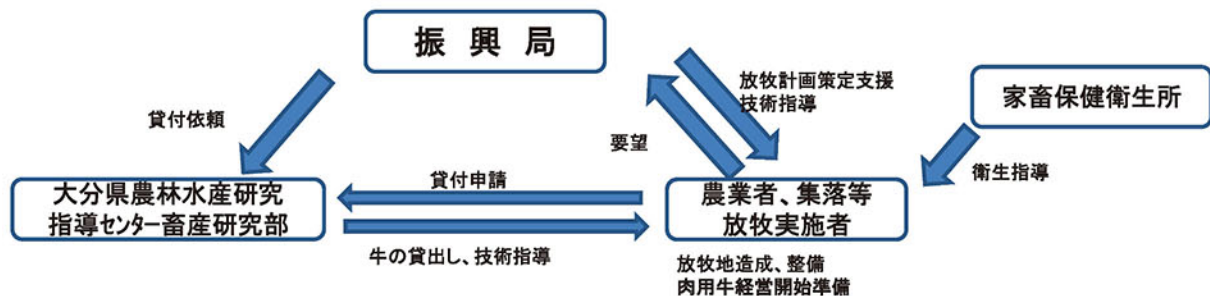 振興局
放牧計画策定支援
技術指導
家畜保健衛生所
貸付依頼
要望
衛生指導
大分県農林水産研究
指導センター畜産研究部
貸付申請
農業者、集落等
放牧実施者
牛の貸出し、技術指導
放牧地造成、整備
肉用牛経営開始準備